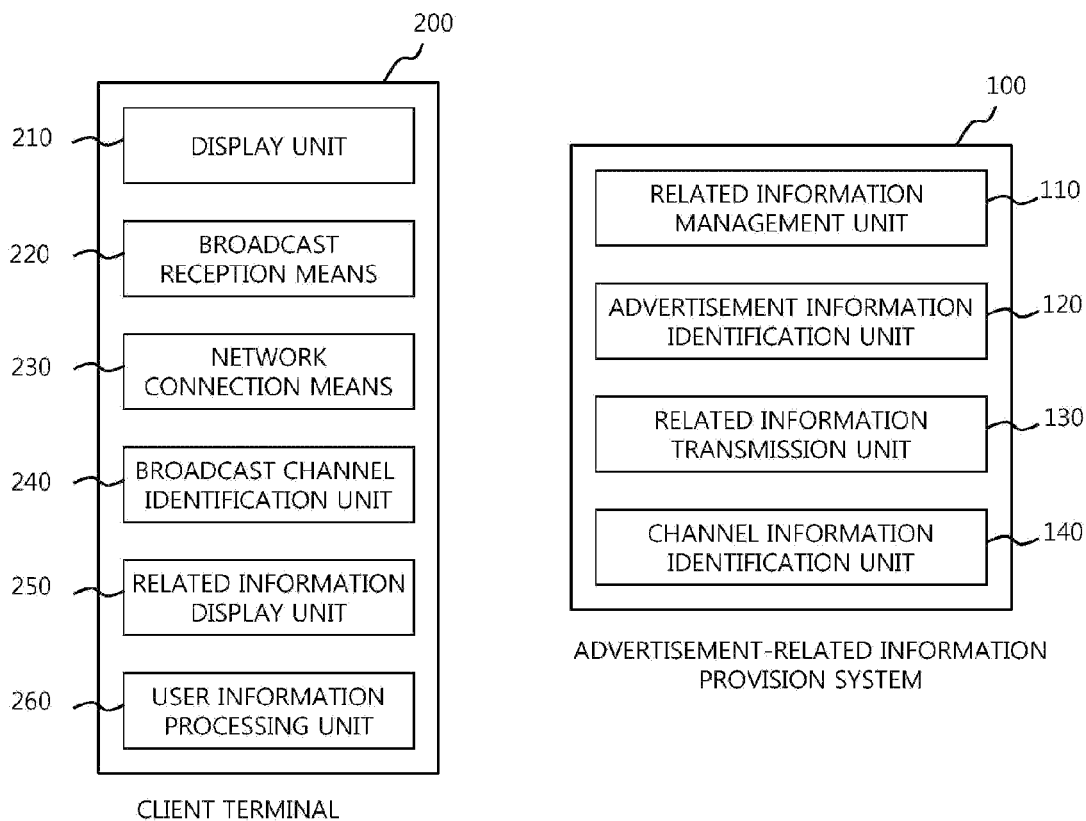 200
210
DISPLAY UNIT
220
BROADCAST
RECEPTION MEANS
230
NETWORK
CONNECTION MEANS
240
BROADCAST CHANNEL
IDENTIFICATION UNIT
250
RELATED INFORMATION
DISPLAY UNIT
260
USER INFORMATION
PROCESSING UNIT
CLIENT TERMINAL
100
RELATED INFORMATION
MANAGEMENT UNIT
110
ADVERTISEMENT INFORMATION
IDENTIFICATION UNIT
120
RELATED INFORMATION
TRANSMISSION UNIT
130
CHANNEL INFORMATION
IDENTIFICATION UNIT
140
ADVERTISEMENT-RELATED INFORMATION
PROVISION SYSTEM